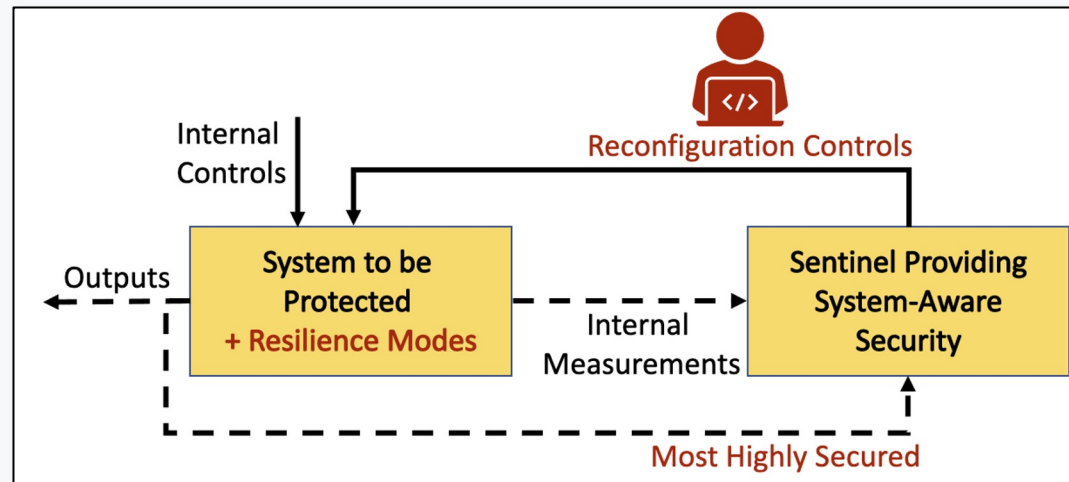 </>
Internal
Controls
Reconfiguration Controls
Outputs
System to be
Protected
+ Resilience Modes
Internal
Measurements
Sentinel Providing
System-Aware
Security
Most Highly Secured